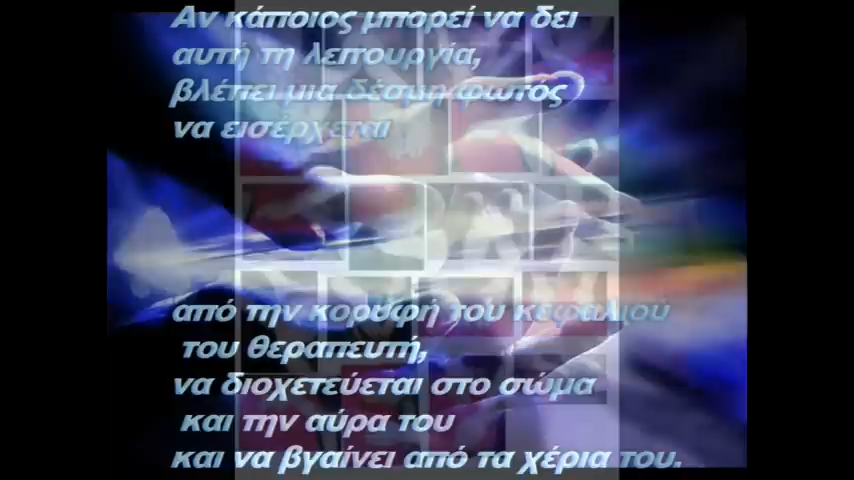 Αν κάποιος μπορεί να δει
αυτή τη λειτουργία,
βλέπει μια δέσμη φωτός
να εισέρχεται
από την κορυφή του κεφαλιού
του θεραπευτή,
να διοχετεύεται στο σώμα
και την αύρα του
και να βγαίνει από τα χέρια του.